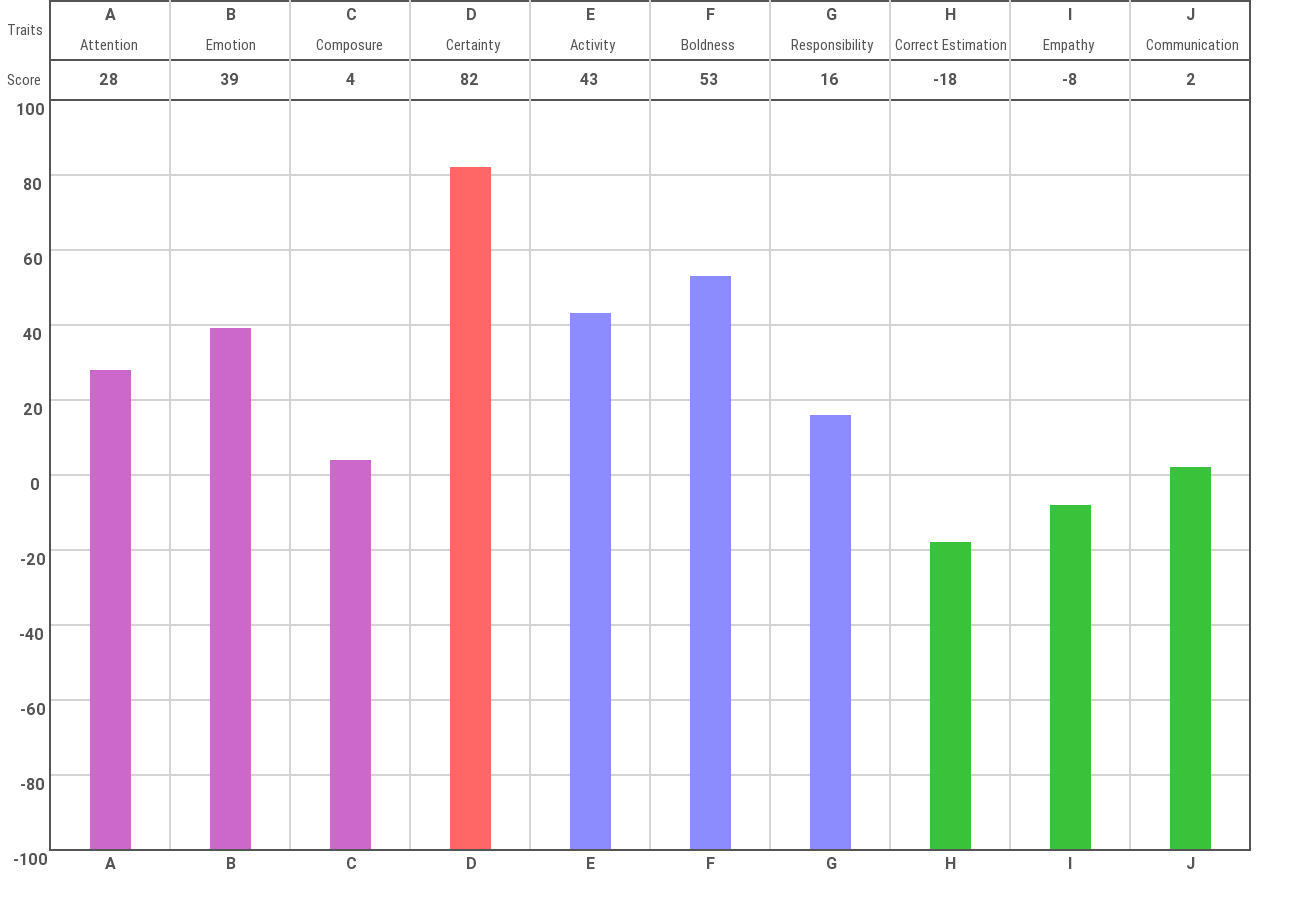 A B C D E F G H I J
Traits
Attention Emotion Composure Certainty Activity Boldness Responsibility Correct Estimation Empathy Communication
Score 28 39 4 82 43 53 16 -18 -8 2
100
80
60
40
20
0
-20
-40
-60
-80
-100
A B C D E F G H I J